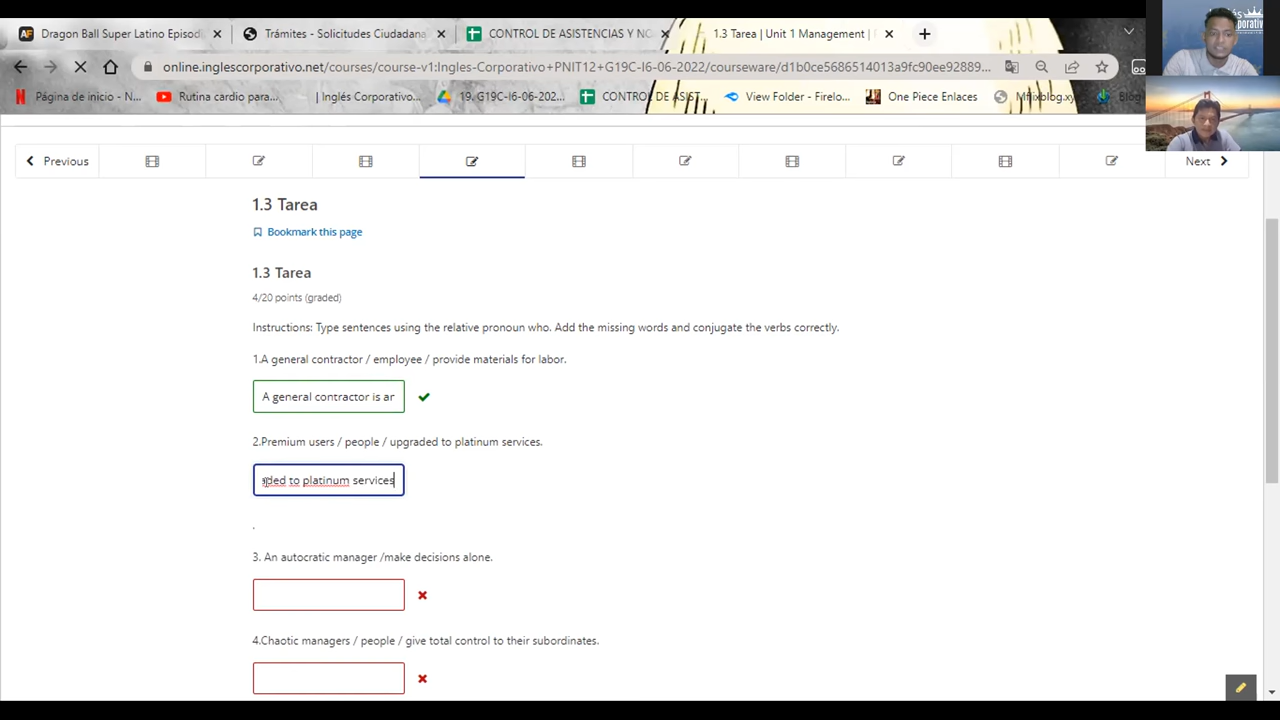 Dragon Ball Super Latino Episod
Trámites - Solicitudes Ciudadana
CONTROL DE ASISTENCIAS Y NO
1.3 Tarea | Unit 1 Management |
online.inglescorporativo.net/courses/course-v1:Ingles-Corporativo+PNIT12+G19C-I6-06-2022/courseware/d1b0ce5686514013a9fc90ee92889...
Página de inicio - N...
Rutina cardio para...
| Inglés Corporativo...
19. G19C-I6-06-202...
CONTROL DE ASIST...
View Folder - Firelo...
One Piece Enlaces
Mflixblog.xy
Blog
Previous
Next
1.3 Tarea
Bookmark this page
1.3 Tarea
4/20 points (graded)
Instructions: Type sentences using the relative pronoun who. Add the missing words and conjugate the verbs correctly.
1.A general contractor / employee / provide materials for labor.
A general contractor is ar
2.Premium users / people / upgraded to platinum services.
ded to platinum services
.
3. An autocratic manager /make decisions alone.
4.Chaotic managers / people / give total control to their subordinates.